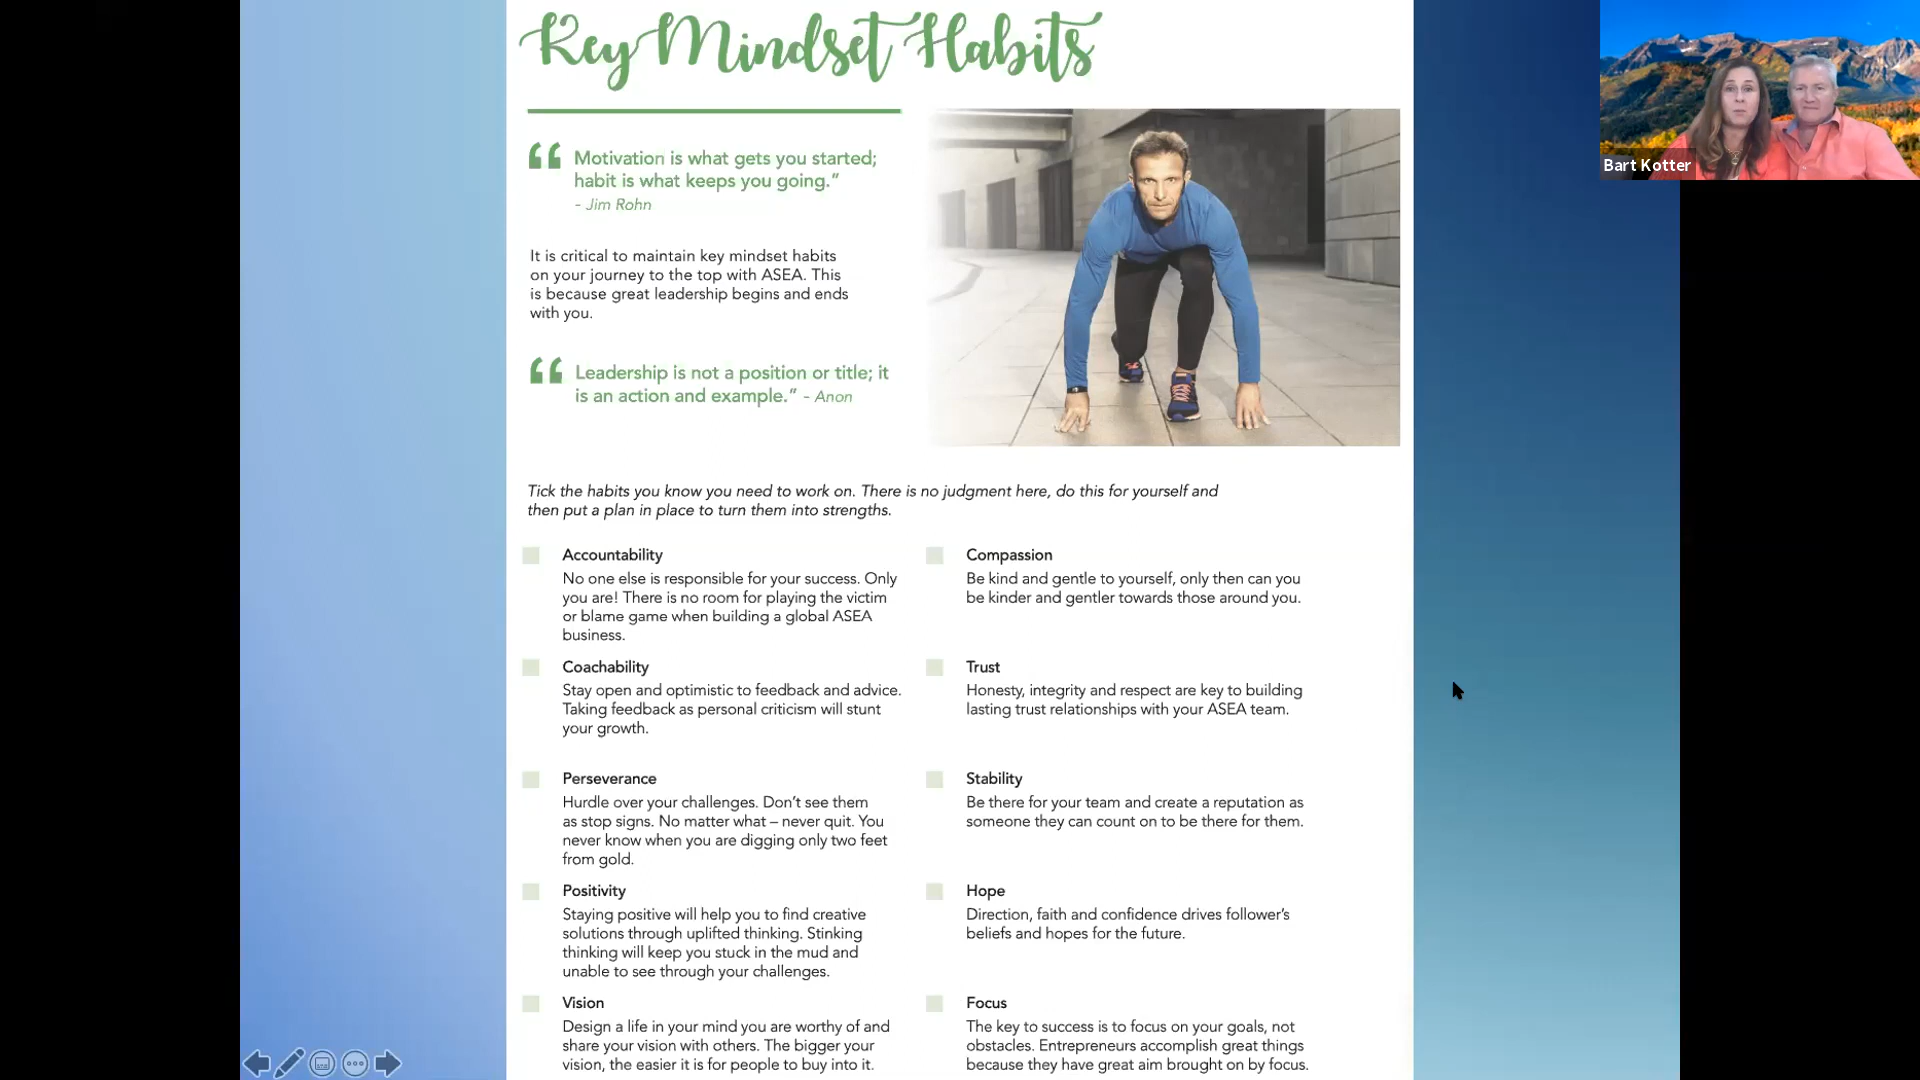 Key Mindset Habits
“ Motivation is what gets you started;
habit is what keeps you going.”
- Jim Rohn
It is critical to maintain key mindset habits
on your journey to the top with ASEA. This
is because great leadership begins and ends
with you.
“ Leadership is not a position or title; it
is an action and example.” - Anon
Tick the habits you know you need to work on. There is no judgment here, do this for yourself and
then put a plan in place to turn them into strengths.
Accountability
No one else is responsible for your success. Only
you are! There is no room for playing the victim
or blame game when building a global ASEA
business.
Coachability
Stay open and optimistic to feedback and advice.
Taking feedback as personal criticism will stunt
your growth.
Perseverance
Hurdle over your challenges. Don’t see them
as stop signs. No matter what – never quit. You
never know when you are digging only two feet
from gold.
Positivity
Staying positive will help you to find creative
solutions through uplifted thinking. Stinking
thinking will keep you stuck in the mud and
unable to see through your challenges.
Vision
Design a life in your mind you are worthy of and
share your vision with others. The bigger your
vision, the easier it is for people to buy into it.
Compassion
Be kind and gentle to yourself, only then can you
be kinder and gentler towards those around you.
Trust
Honesty, integrity and respect are key to building
lasting trust relationships with your ASEA team.
Stability
Be there for your team and create a reputation as
someone they can count on to be there for them.
Hope
Direction, faith and confidence drives follower’s
beliefs and hopes for the future.
Focus
The key to success is to focus on your goals, not
obstacles. Entrepreneurs accomplish great things
because they have great aim brought on by focus.
Bart Kotter